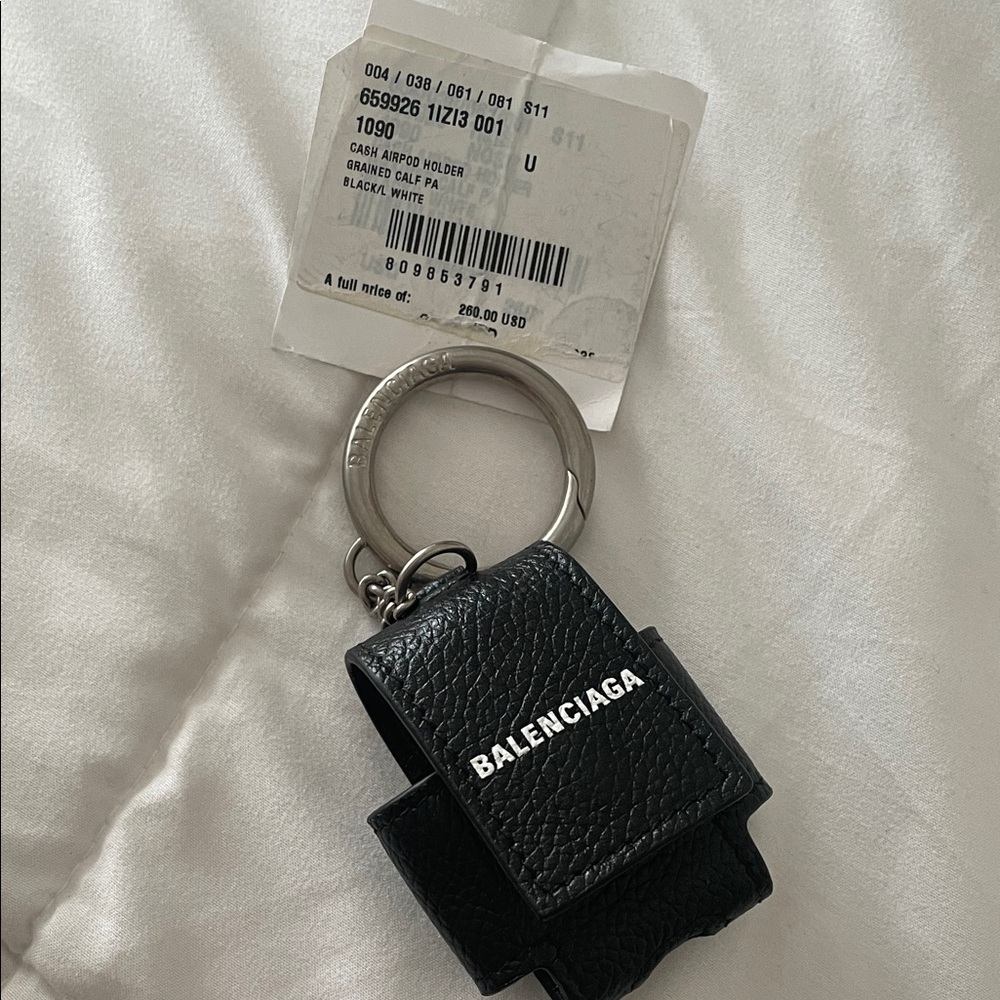 004 / 038 / 061 / 081 S11
659926 1IZI3 001
1090 U
CASH AIRPOD HOLDER
GRAINED CALF PA
BLACK/L WHITE
809853791
A full price of:
260.00 USD
BALENCIAGA
BALENCIAGA